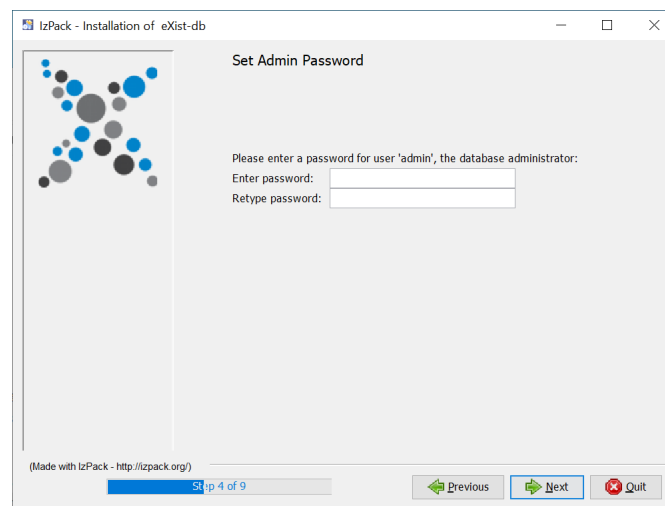 IzPack - Installation of eXist-db
Set Admin Password
Please enter a password for user 'admin', the database administrator:
Enter password:
Retype password:
(Made with IzPack - http://izpack.org/)
Step 4 of 9
Previous
Next
Quit